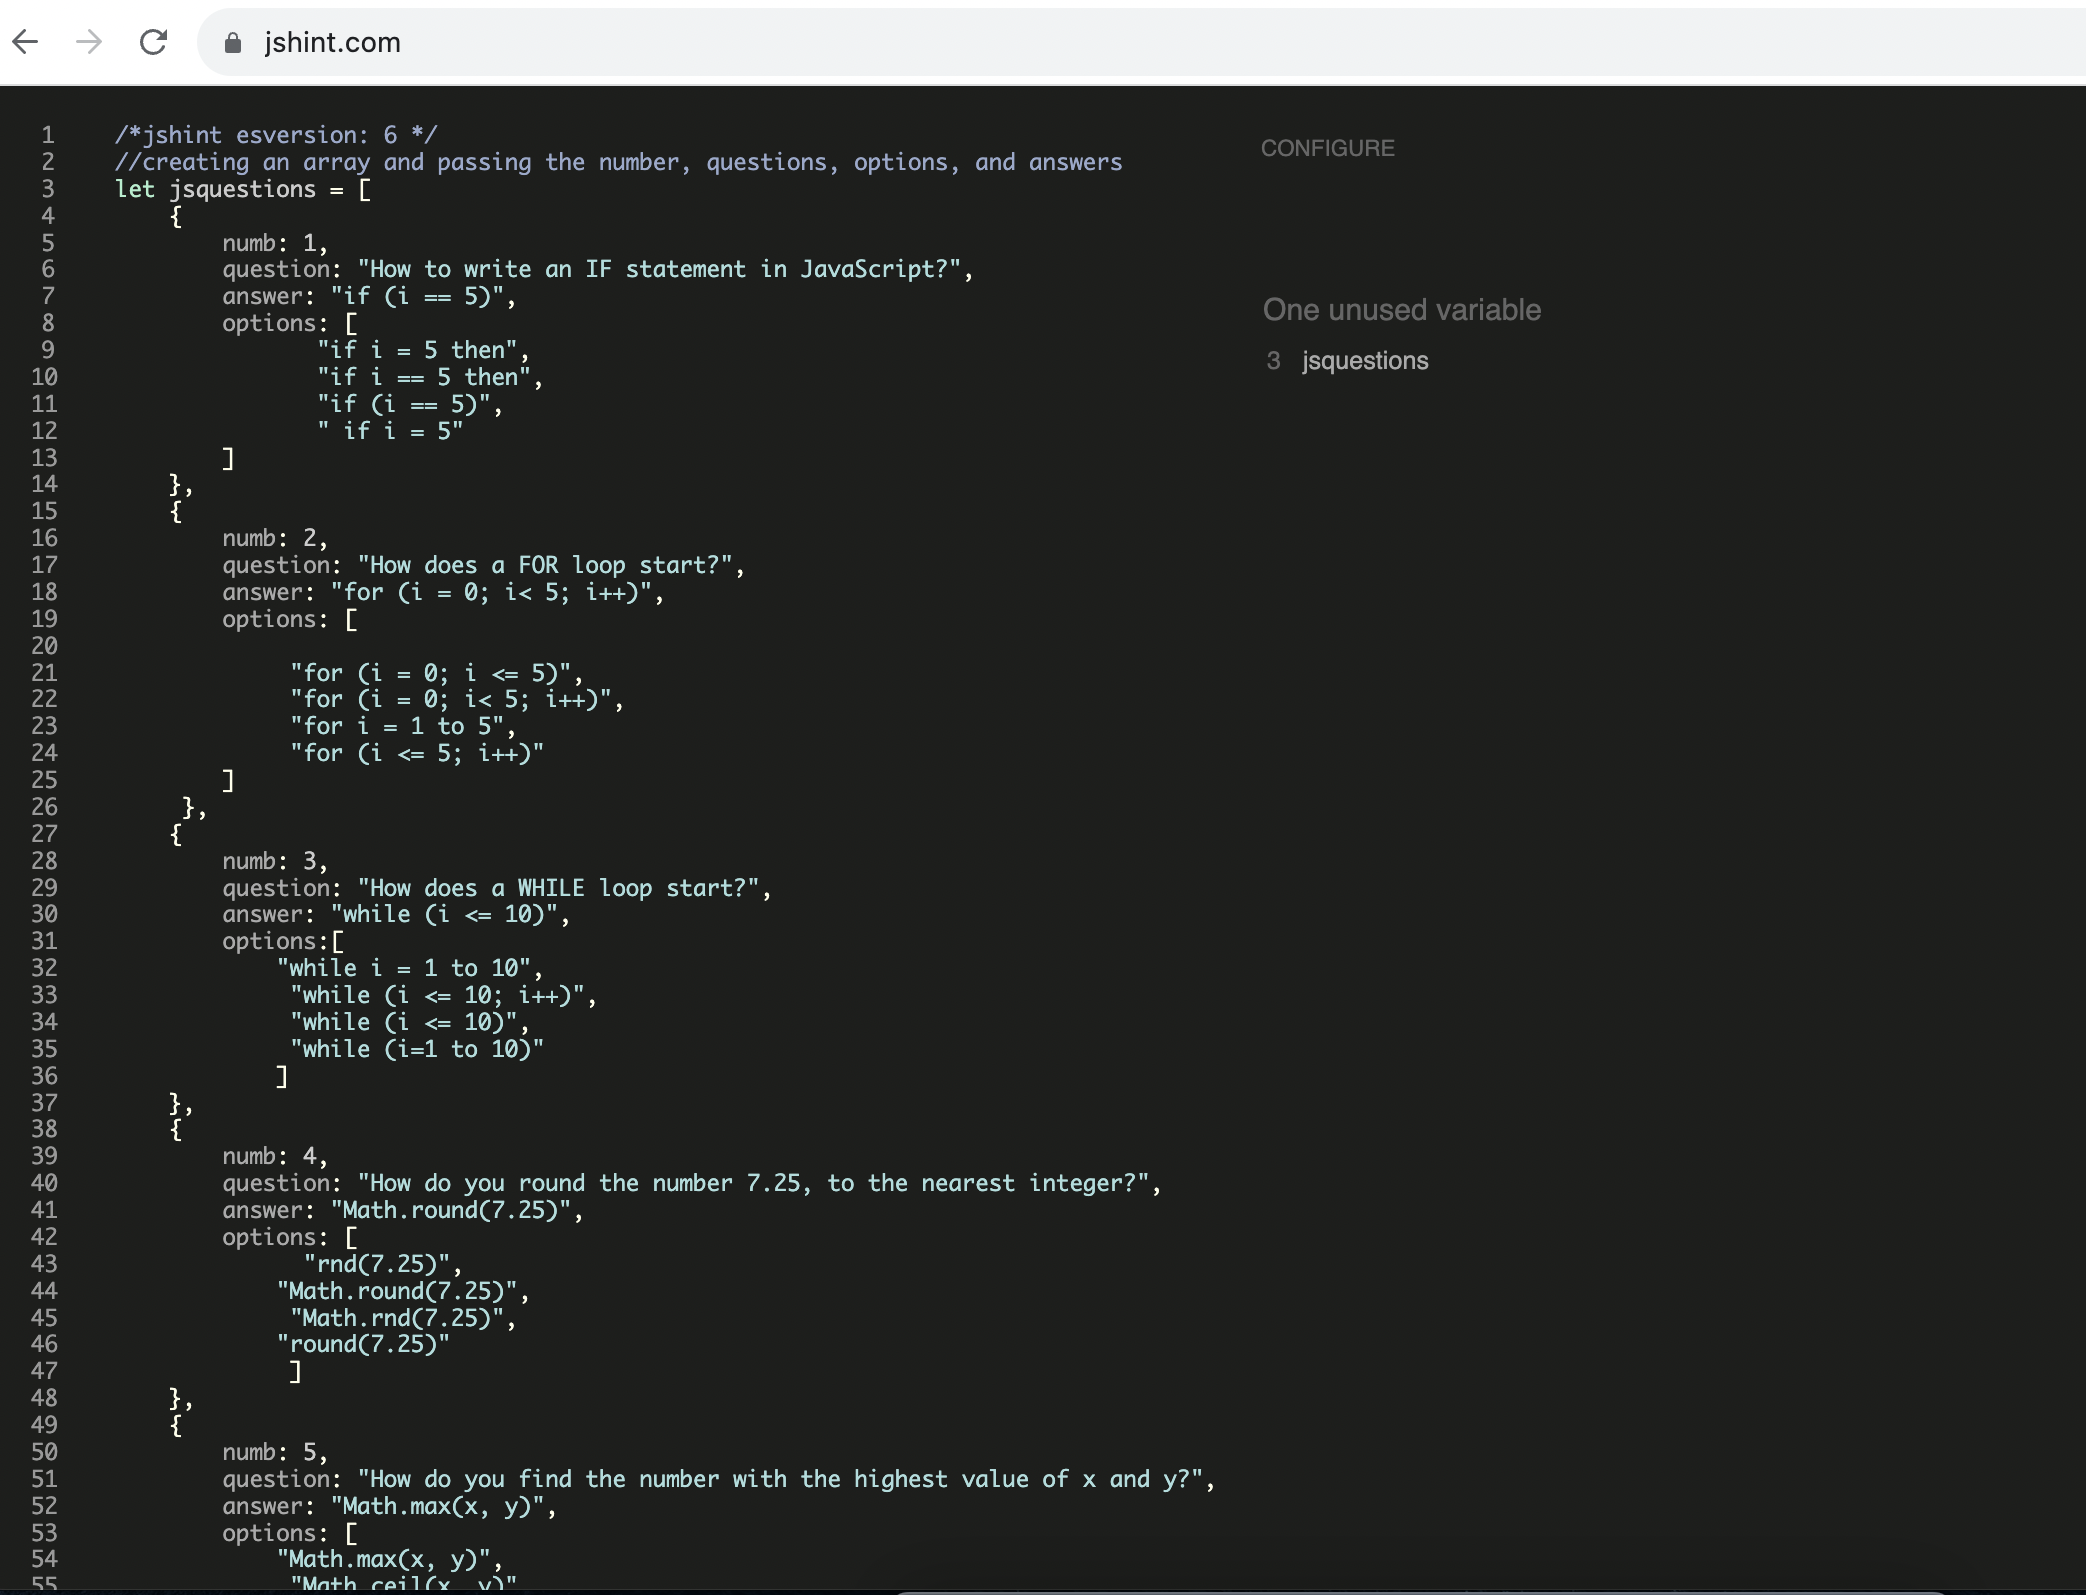 jshint.com
1 /*jshint esversion: 6 */
2 //creating an array and passing the number, questions, options, and answers
3 let jsquestions = [
4 {
5 numb: 1,
6 question: "How to write an IF statement in JavaScript?",
7 answer: "if (i == 5)",
8 options: [
9 "if i = 5 then",
10 "if i == 5 then",
11 "if (i == 5)",
12 " if i = 5"
13 ]
14 },
15 {
16 numb: 2,
17 question: "How does a FOR loop start?",
18 answer: "for (i = 0; i< 5; i++)",
19 options: [
20
21 "for (i = 0; i <= 5)",
22 "for (i = 0; i< 5; i++)",
23 "for i = 1 to 5",
24 "for (i <= 5; i++)"
25 ]
26 },
27 {
28 numb: 3,
29 question: "How does a WHILE loop start?",
30 answer: "while (i <= 10)",
31 options:[
32 "while i = 1 to 10",
33 "while (i <= 10; i++)",
34 "while (i <= 10)",
35 "while (i=1 to 10)"
36 ]
37 },
38 {
39 numb: 4,
40 question: "How do you round the number 7.25, to the nearest integer?",
41 answer: "Math.round(7.25)",
42 options: [
43 "rnd(7.25)",
44 "Math.round(7.25)",
45 "Math.rnd(7.25)",
46 "round(7.25)"
47 ]
48 },
49 {
50 numb: 5,
51 question: "How do you find the number with the highest value of x and y?",
52 answer: "Math.max(x, y)",
53 options: [
54 "Math.max(x, y)",
55 "Math.ceil(x, y)"
CONFIGURE
One unused variable
3 jsquestions